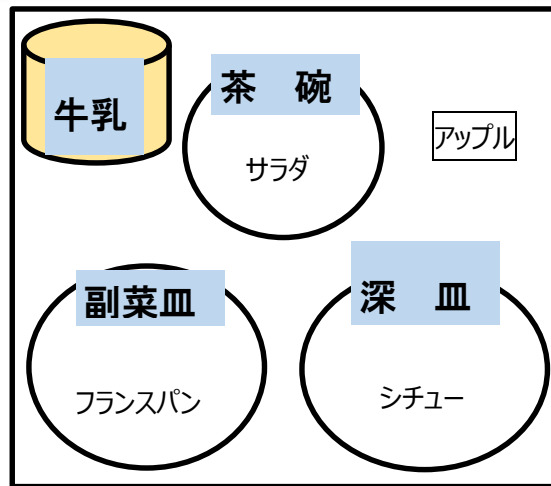 牛乳
茶　碗
サラダ
アップル
副菜皿
フランスパン
深　皿
シチュー